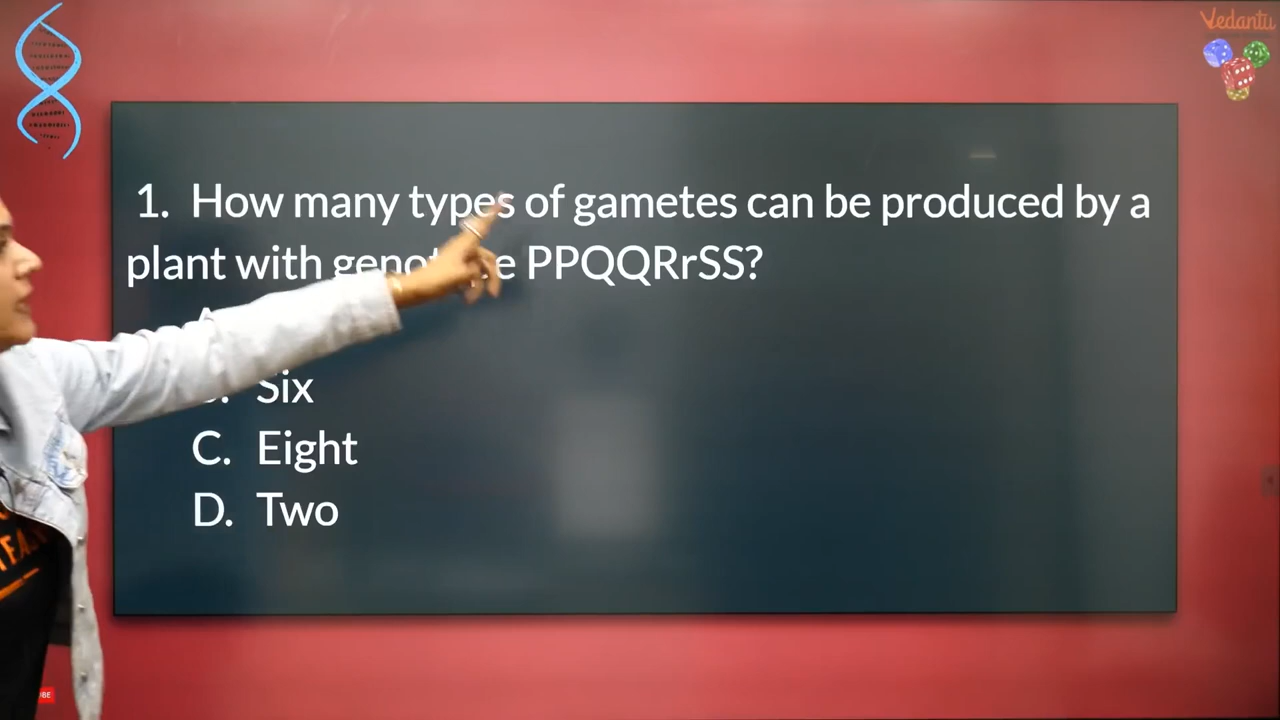 Vedantu
1. How many types of gametes can be produced by a
plant with PPQQRrSS?
Six
C. Eight
D. Two